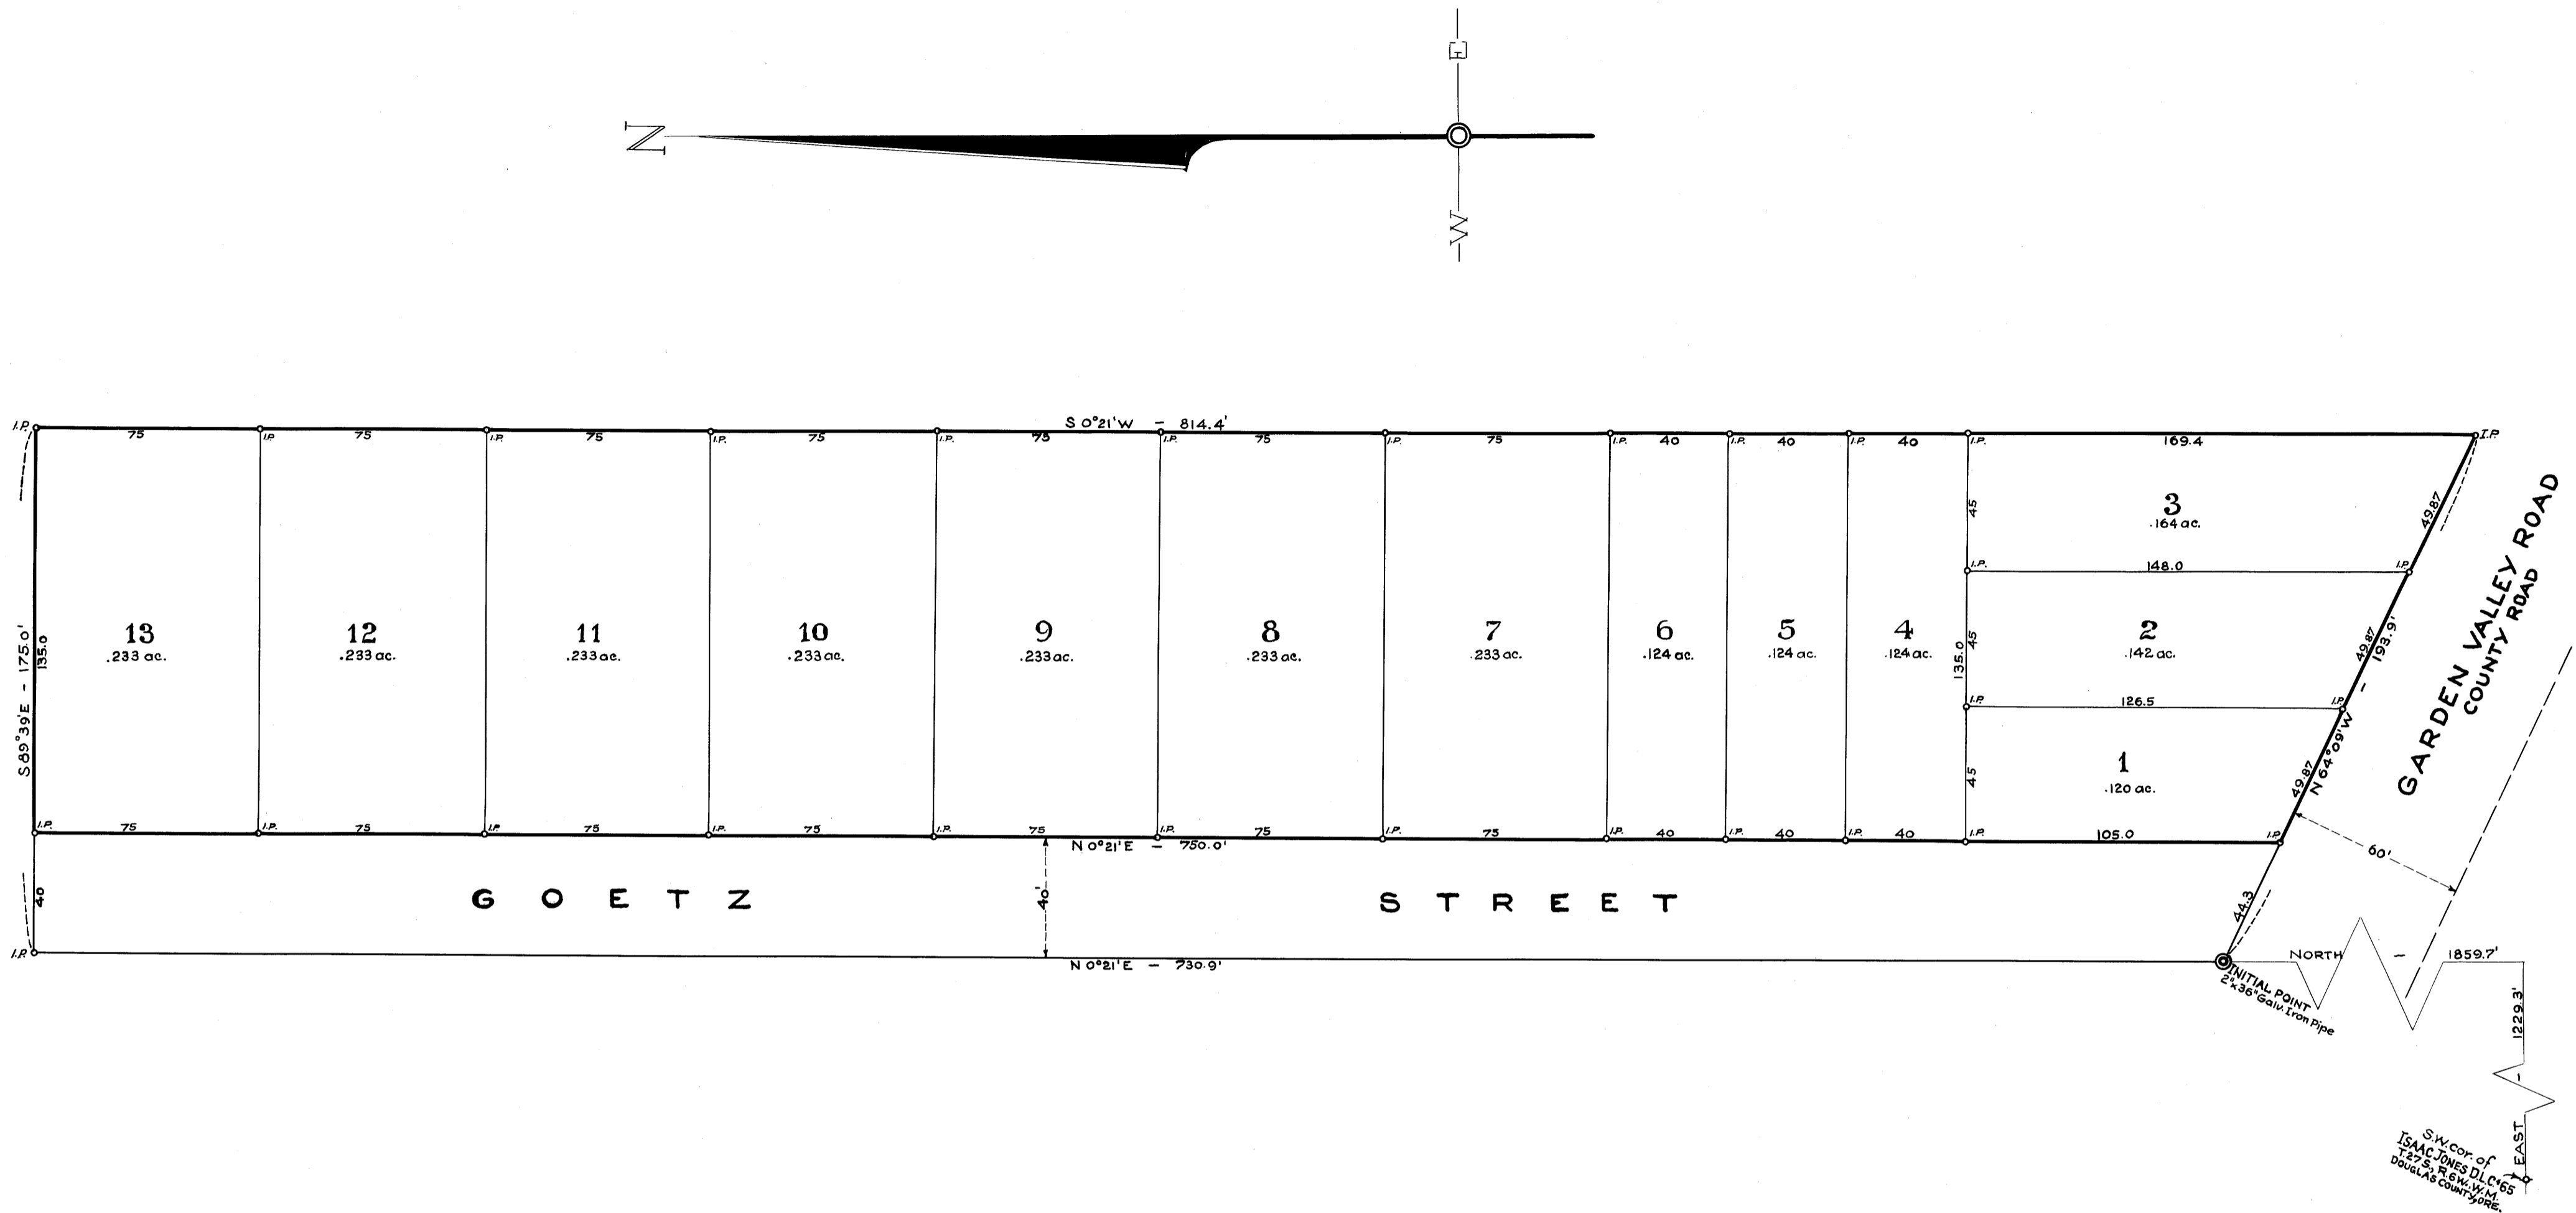 E
N
W
S 0°21'W – 814.4'
I.P. 75 I.P. 75 I.P. 75 I.P. 75 I.P. 75 I.P. 75 I.P. 75 I.P. 40 I.P. 40 I.P. 40 I.P. 169.4 I.P.
S 89°39'E – 175.0'
135.0
13
.233 ac.
12
.233 ac.
11
.233 ac.
10
.233 ac.
9
.233 ac.
8
.233 ac.
7
.233 ac.
6
.124 ac.
5
.124 ac.
4
.124 ac.
135.0
45
3
.164 ac.
49.87
I.P. 148.0 I.P.
45
2
.142 ac.
49.87
I.P. 126.5 I.P.
45
1
.120 ac.
49.87
N 64°09'W – 193.9'
GARDEN VALLEY ROAD
COUNTY ROAD
60'
I.P. 75 I.P. 75 I.P. 75 I.P. 75 I.P. 75 I.P. 75 I.P. 75 I.P. 40 I.P. 40 I.P. 40 I.P. 105.0 I.P.
N 0°21'E – 750.0'
40
GOETZ STREET
40'
44.3
I.P.
N 0°21'E – 730.9'
NORTH – 1859.7'
INITIAL POINT
2"x36" Galv. Iron Pipe
1229.3'
– EAST
S.W. cor. of
ISAAC JONES D.L.C. #65
T.27 S., R.6 W., W.M.
DOUGLAS COUNTY, ORE.